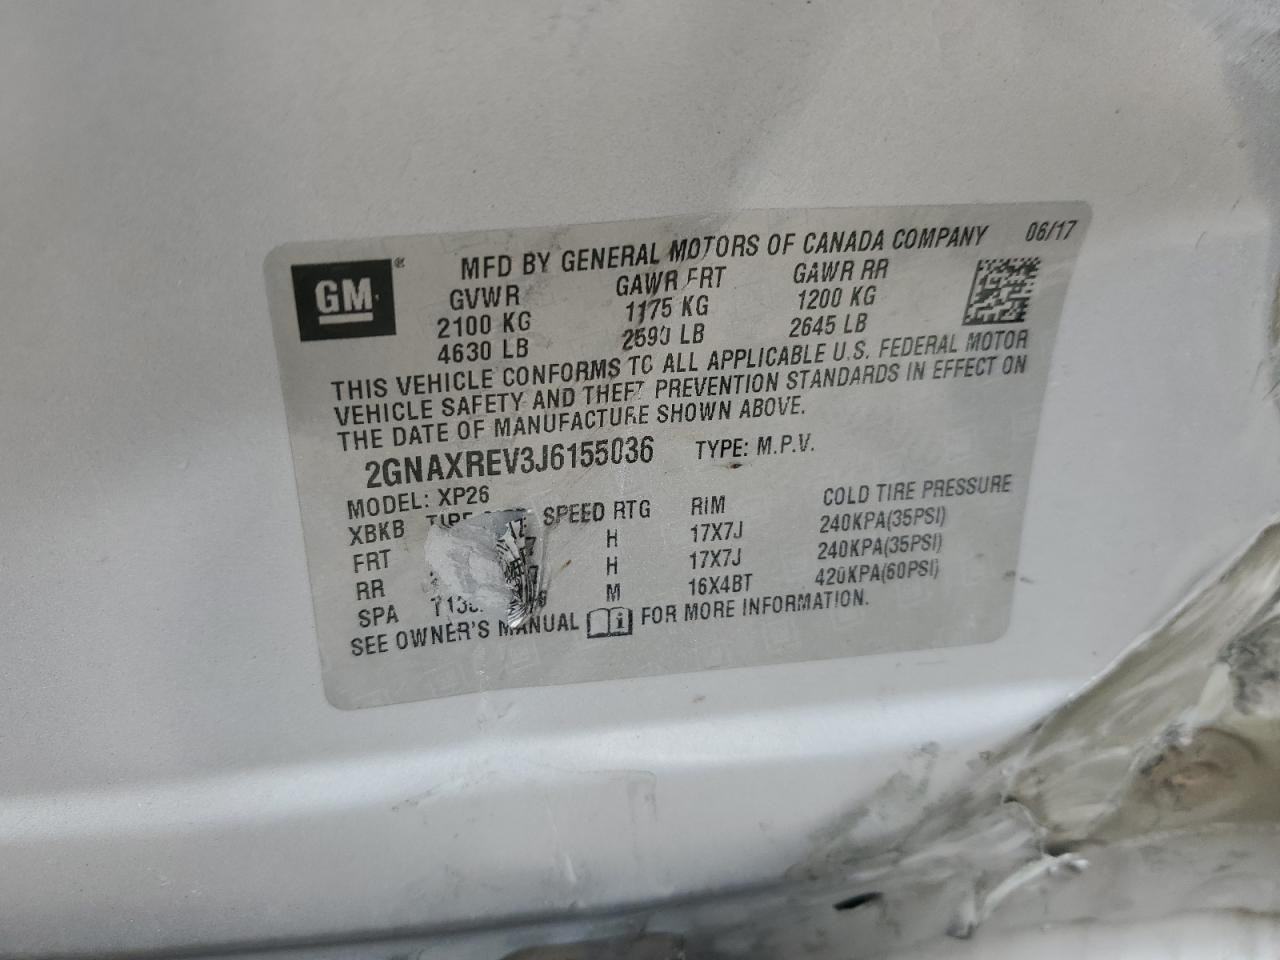 GM ® MFD BY GENERAL MOTORS OF CANADA COMPANY 06/17
GVWR GAWR FRT GAWR RR
2100 KG 1175 KG 1200 KG
4630 LB 2590 LB 2645 LB
THIS VEHICLE CONFORMS TO ALL APPLICABLE U.S. FEDERAL MOTOR
VEHICLE SAFETY AND THEFT PREVENTION STANDARDS IN EFFECT ON
THE DATE OF MANUFACTURE SHOWN ABOVE.
2GNAXREV3J6155036 TYPE: M.P.V.
MODEL: XP26
XBKB TIRE SPEED RTG RIM COLD TIRE PRESSURE
FRT H 17X7J 240KPA(35PSI)
RR H 17X7J 240KPA(35PSI)
SPA M 16X4BT 420KPA(60PSI)
SEE OWNER'S MANUAL i FOR MORE INFORMATION.